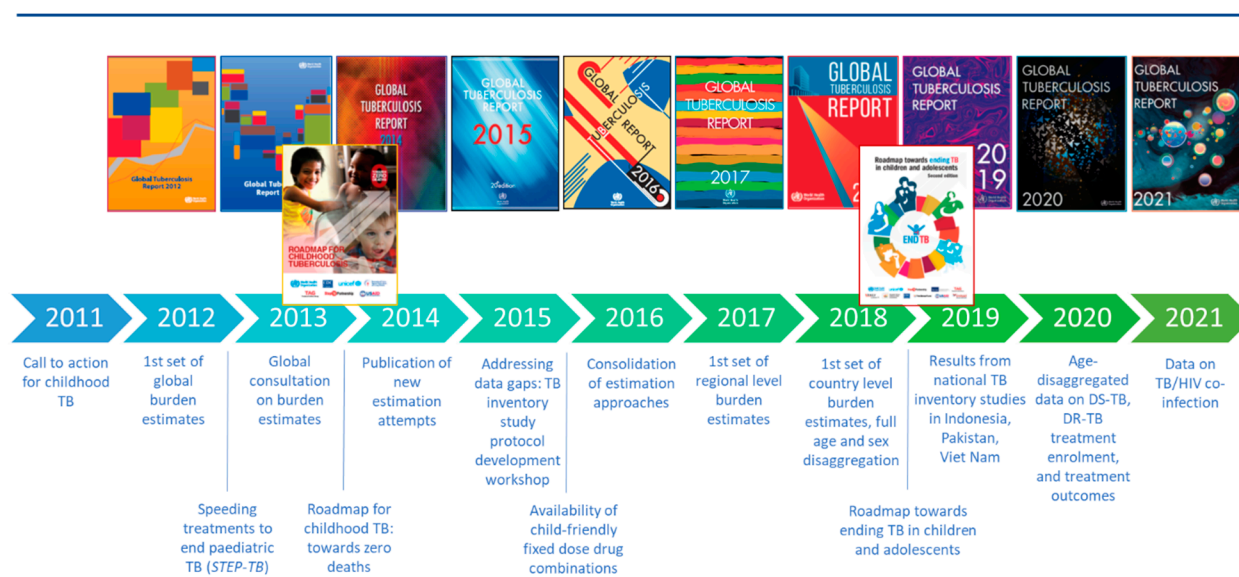 Global Tuberculosis
Report 2012
Global Tub
Report
GLOBAL
TUBERCULOSIS
REPORT
2014
ROADMAP FOR
CHILDHOOD
TUBERCULOSIS
unicef
GLOBAL
TUBERCULOSIS
REPORT
2015
GLOBAL
TUBERCULOSIS
REPORT
2016
GLOBAL
TUBERCULOSIS
REPORT
2017
GLOBAL
TUBERCULOSIS
REPORT
2
GLOBAL
TUBERCULOSIS
REPORT
20
19
Roadmap towards ending TB
in children and adolescents
Second edition
END TB
GLOBAL
TUBERCULOSIS
REPORT
2020
GLOBAL
TUBERCULOSIS
REPORT
2021
2011
2012
2013
2014
2015
2016
2017
2018
2019
2020
2021
Call to action
for childhood
TB
1st set of
global
burden
estimates
Global
consultation
on burden
estimates
Publication of
new
estimation
attempts
Addressing
data gaps: TB
inventory
study
protocol
development
workshop
Consolidation
of estimation
approaches
1st set of
regional level
burden
estimates
1st set of
country level
burden
estimates, full
age and sex
disaggregation
Results from
national TB
inventory studies
in Indonesia,
Pakistan,
Viet Nam
Age-
disaggregated
data on DS-TB,
DR-TB
treatment
enrolment,
and treatment
outcomes
Data on
TB/HIV co-
infection
Speeding
treatments to
end paediatric
TB (STEP-TB)
Roadmap for
childhood TB:
towards zero
deaths
Availability of
child-friendly
fixed dose drug
combinations
Roadmap towards
ending TB in children
and adolescents